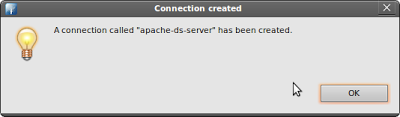 Connection created
A connection called "apache-ds-server" has been created.
OK